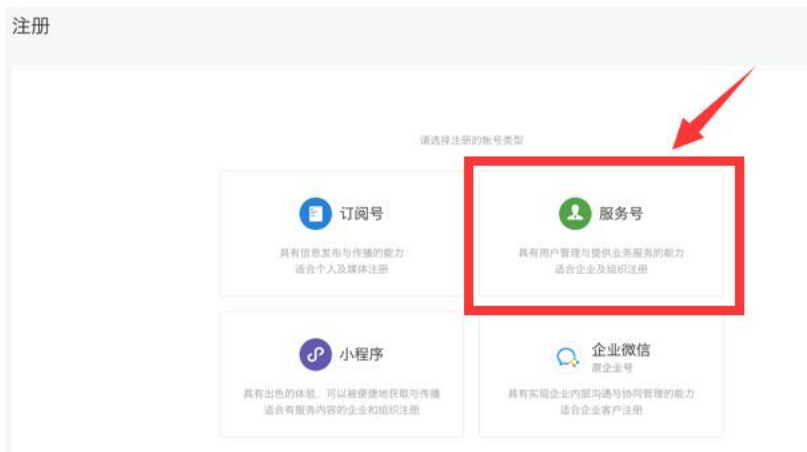 注册
请选择注册的帐号类型
订阅号
具有信息发布与传播的能力
适合个人及媒体注册
服务号
具有用户管理与提供业务服务的能力
适合企业及组织注册
小程序
具有出色的体验，可以被便捷地获取与传播
适合有服务内容的企业和组织注册
企业微信
原企业号
具有实现企业内部沟通与协同管理的能力
适合企业客户注册